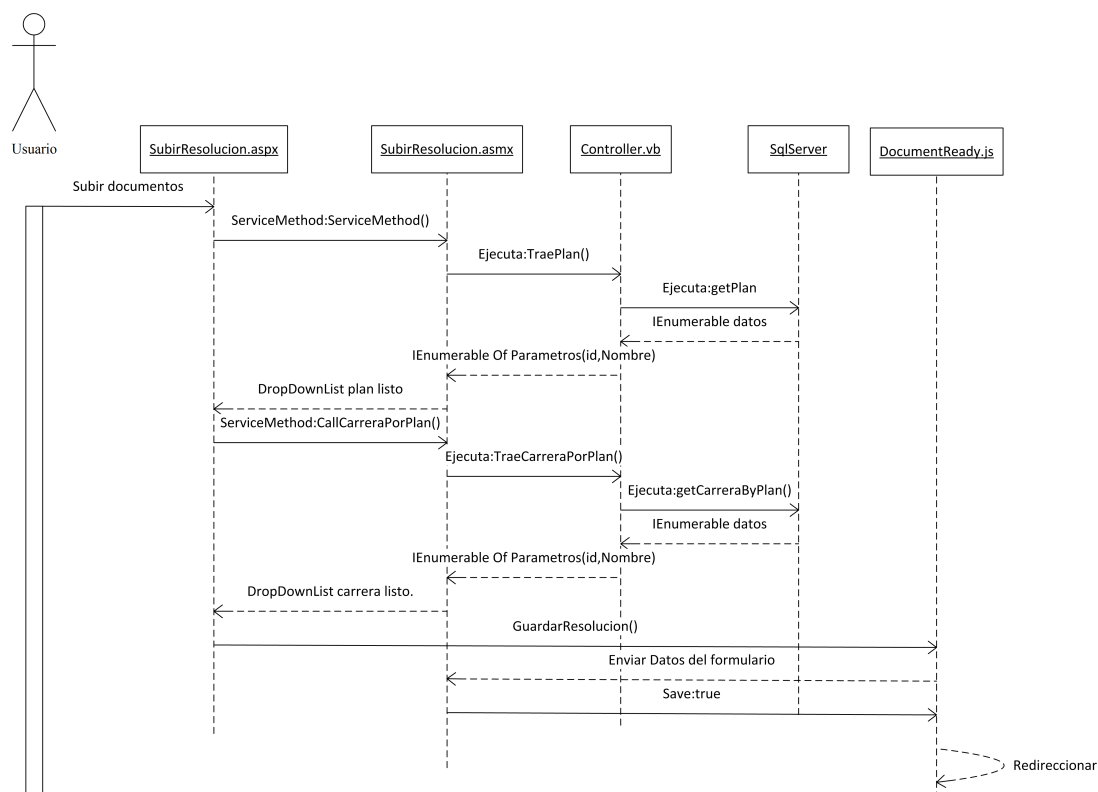 Usuario
SubirResolucion.aspx
SubirResolucion.asmx
Controller.vb
SqlServer
DocumentReady.js
Subir documentos
ServiceMethod:ServiceMethod()
Ejecuta:TraePlan()
Ejecuta:getPlan
IEnumerable datos
IEnumerable Of Parametros(id,Nombre)
DropDownList plan listo
ServiceMethod:CallCarreraPorPlan()
Ejecuta:TraeCarreraPorPlan()
Ejecuta:getCarreraByPlan()
IEnumerable datos
IEnumerable Of Parametros(id,Nombre)
DropDownList carrera listo.
GuardarResolucion()
Enviar Datos del formulario
Save:true
Redireccionar